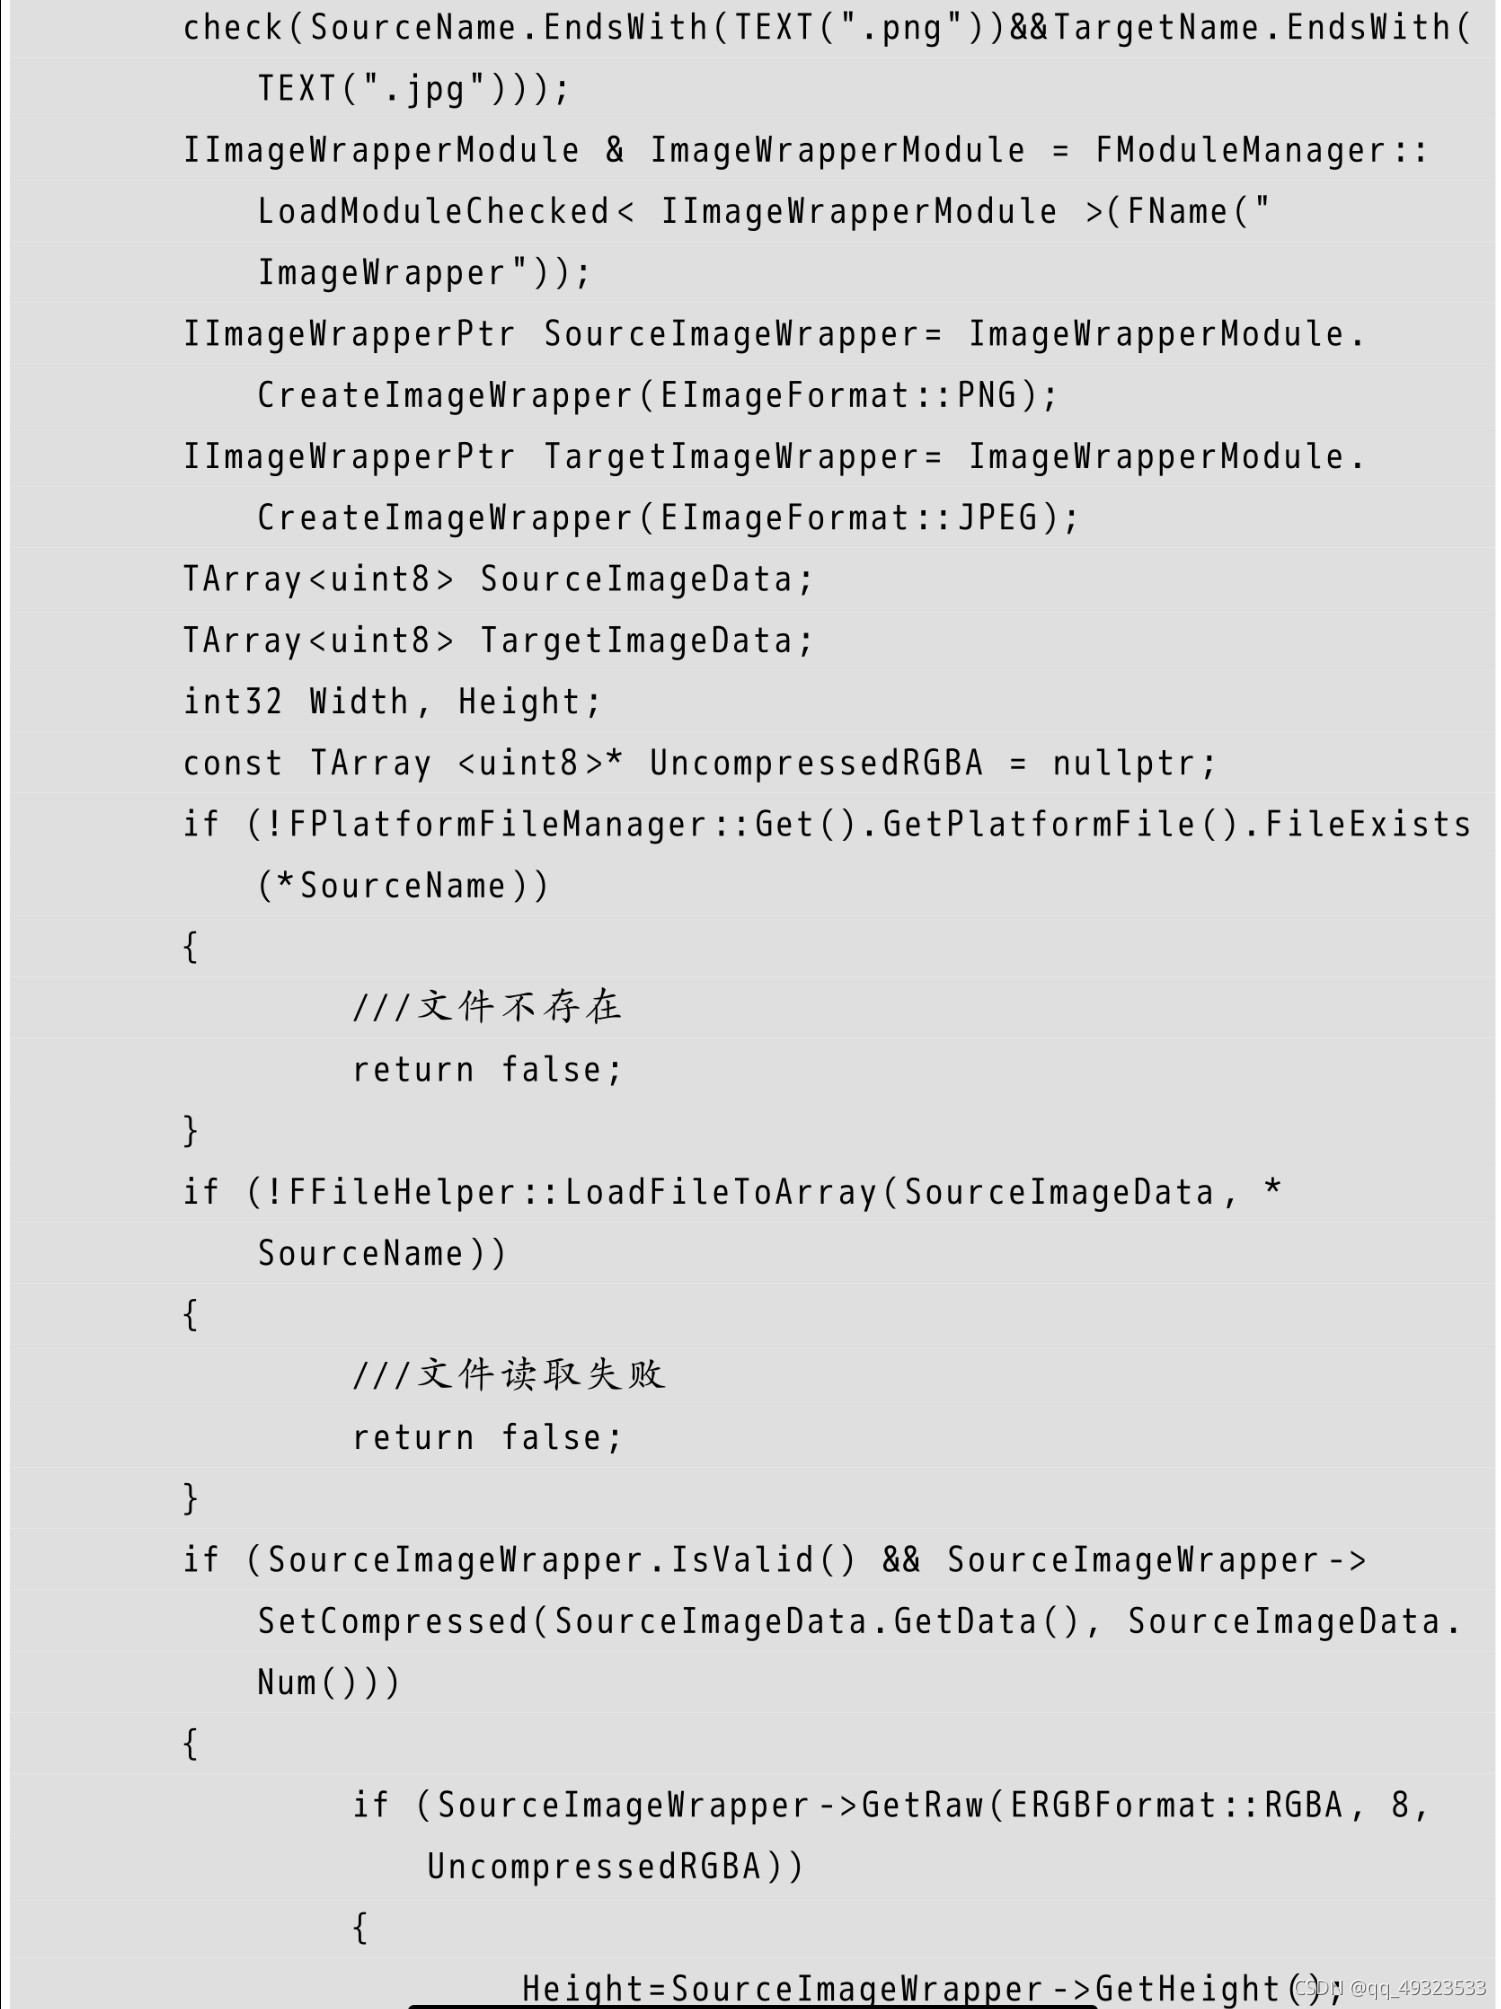 check(SourceName.EndsWith(TEXT(".png"))&&TargetName.EndsWith(
TEXT(".jpg")));
IImageWrapperModule & ImageWrapperModule = FModuleManager::
LoadModuleChecked< IImageWrapperModule >(FName("
ImageWrapper"));
IImageWrapperPtr SourceImageWrapper= ImageWrapperModule.
CreateImageWrapper(EImageFormat::PNG);
IImageWrapperPtr TargetImageWrapper= ImageWrapperModule.
CreateImageWrapper(EImageFormat::JPEG);
TArray<uint8> SourceImageData;
TArray<uint8> TargetImageData;
int32 Width, Height;
const TArray <uint8>* UncompressedRGBA = nullptr;
if (!FPlatformFileManager::Get().GetPlatformFile().FileExists
(*SourceName))
{
///文件不存在
return false;
}
if (!FFileHelper::LoadFileToArray(SourceImageData, *
SourceName))
{
///文件读取失败
return false;
}
if (SourceImageWrapper.IsValid() && SourceImageWrapper->
SetCompressed(SourceImageData.GetData(), SourceImageData.
Num()))
{
if (SourceImageWrapper->GetRaw(ERGBFormat::RGBA, 8,
UncompressedRGBA))
{
Height=SourceImageWrapper->GetHeight();
CSDN @qq_49323533